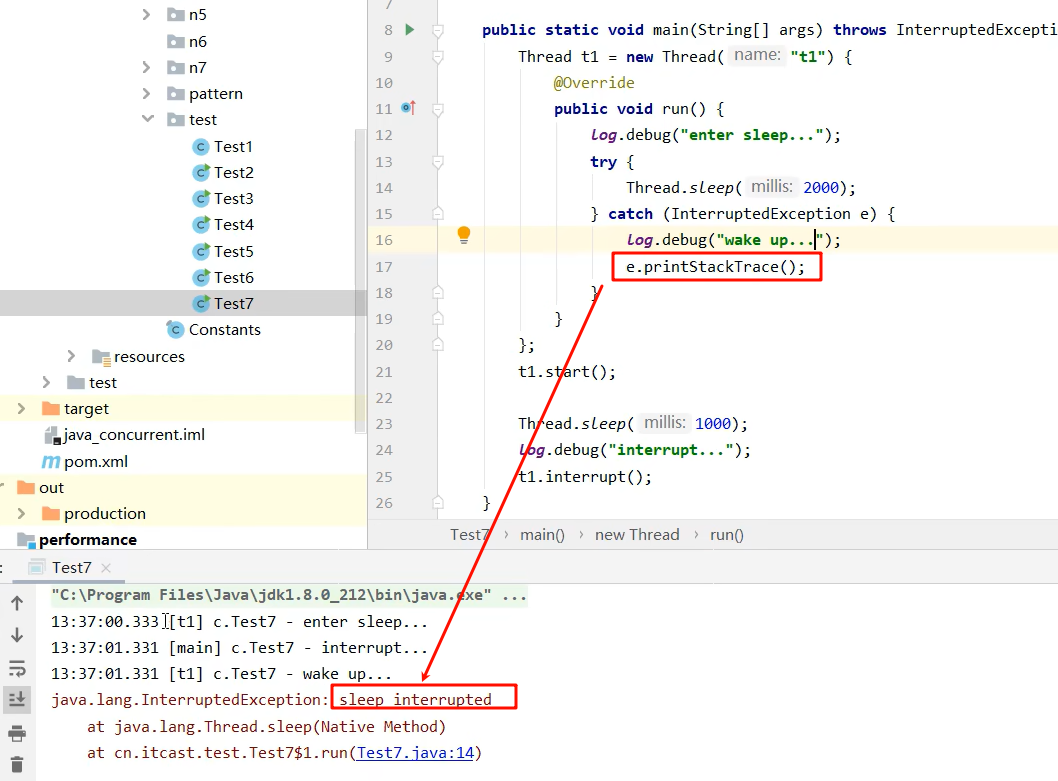 n5
n6
n7
pattern
test
Test1
Test2
Test3
Test4
Test5
Test6
Test7
Constants
resources
test
target
java_concurrent.iml
pom.xml
out
production
performance
7
8 public static void main(String[] args) throws InterruptedExcepti
9 Thread t1 = new Thread( name: "t1") {
10 @Override
11 public void run() {
12 log.debug("enter sleep...");
13 try {
14 Thread.sleep( millis: 2000);
15 } catch (InterruptedException e) {
16 log.debug("wake up...");
17 e.printStackTrace();
18 }
19 }
20 };
21 t1.start();
22
23 Thread.sleep( millis: 1000);
24 log.debug("interrupt...");
25 t1.interrupt();
26 }
Test7 › main() › new Thread › run()
: Test7 ×
"C:\Program Files\Java\jdk1.8.0_212\bin\java.exe" ...
13:37:00.333 [t1] c.Test7 - enter sleep...
13:37:01.331 [main] c.Test7 - interrupt...
13:37:01.331 [t1] c.Test7 - wake up...
java.lang.InterruptedException: sleep interrupted
at java.lang.Thread.sleep(Native Method)
at cn.itcast.test.Test7$1.run(Test7.java:14)